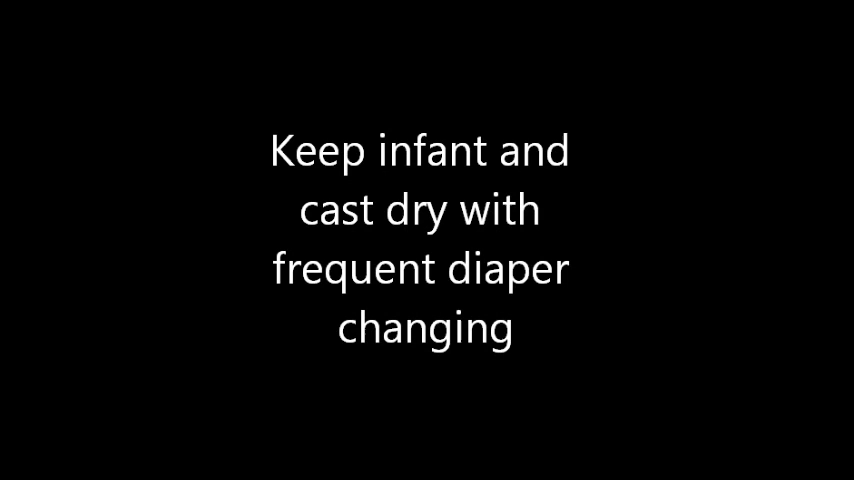 Keep infant and
cast dry with
frequent diaper
changing